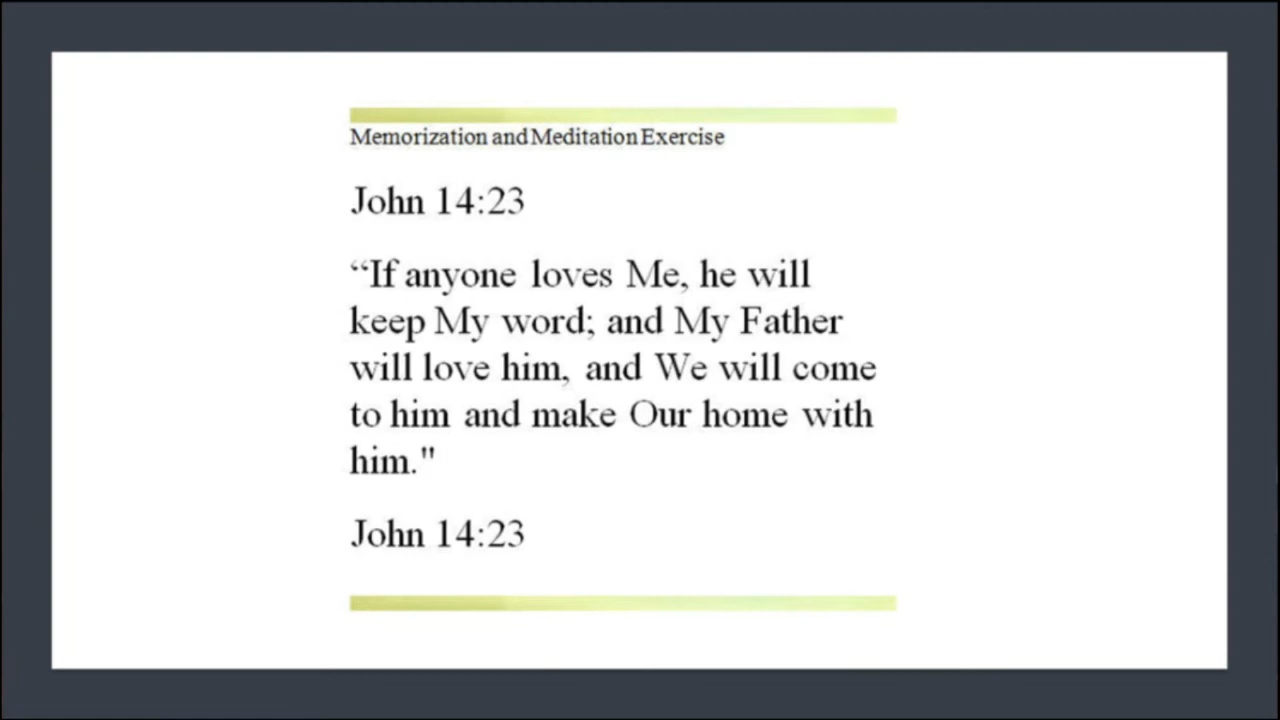 Memorization and Meditation Exercise
John 14:23
“If anyone loves Me, he will
keep My word; and My Father
will love him, and We will come
to him and make Our home with
him."
John 14:23